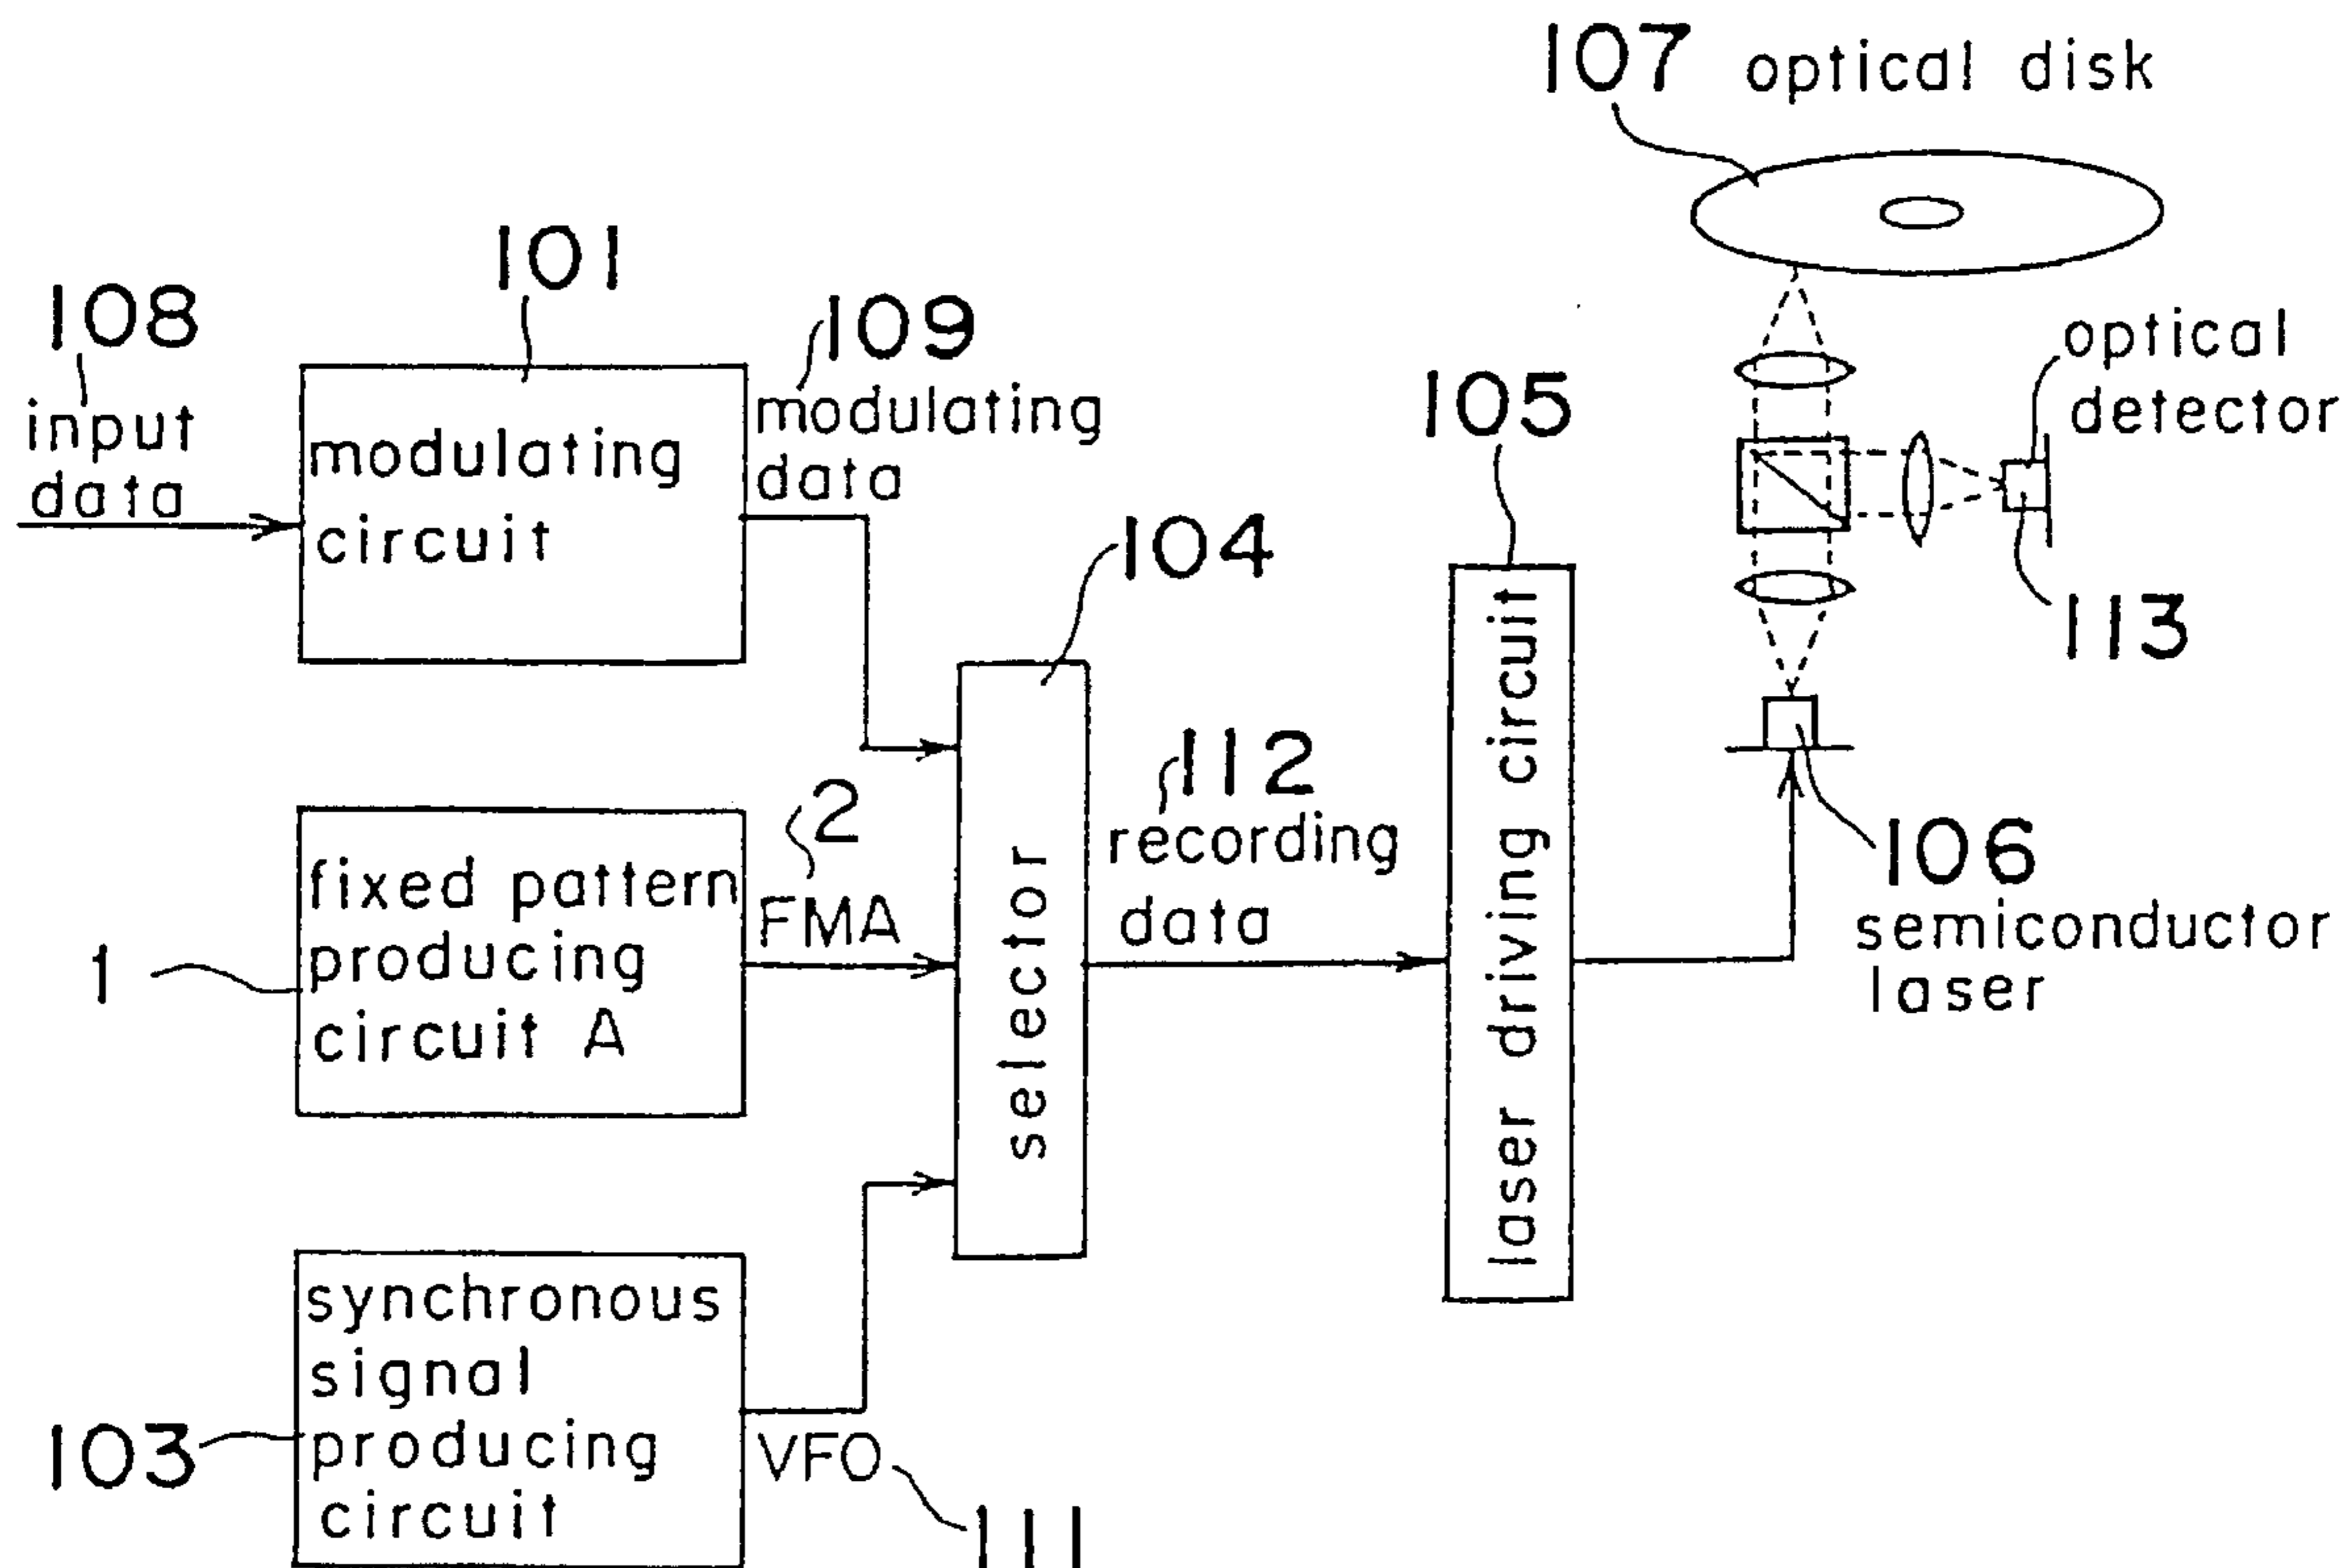 107 optical disk
101
108
input
data
modulating
circuit
109
modulating
data
optical
detector
105
104
113
112
recording
data
106
semiconductor
laser
selector
laser driving circuit
1
fixed pattern
producing
circuit A
2
FMA
103
synchronous
signal
producing
circuit
VFO
111